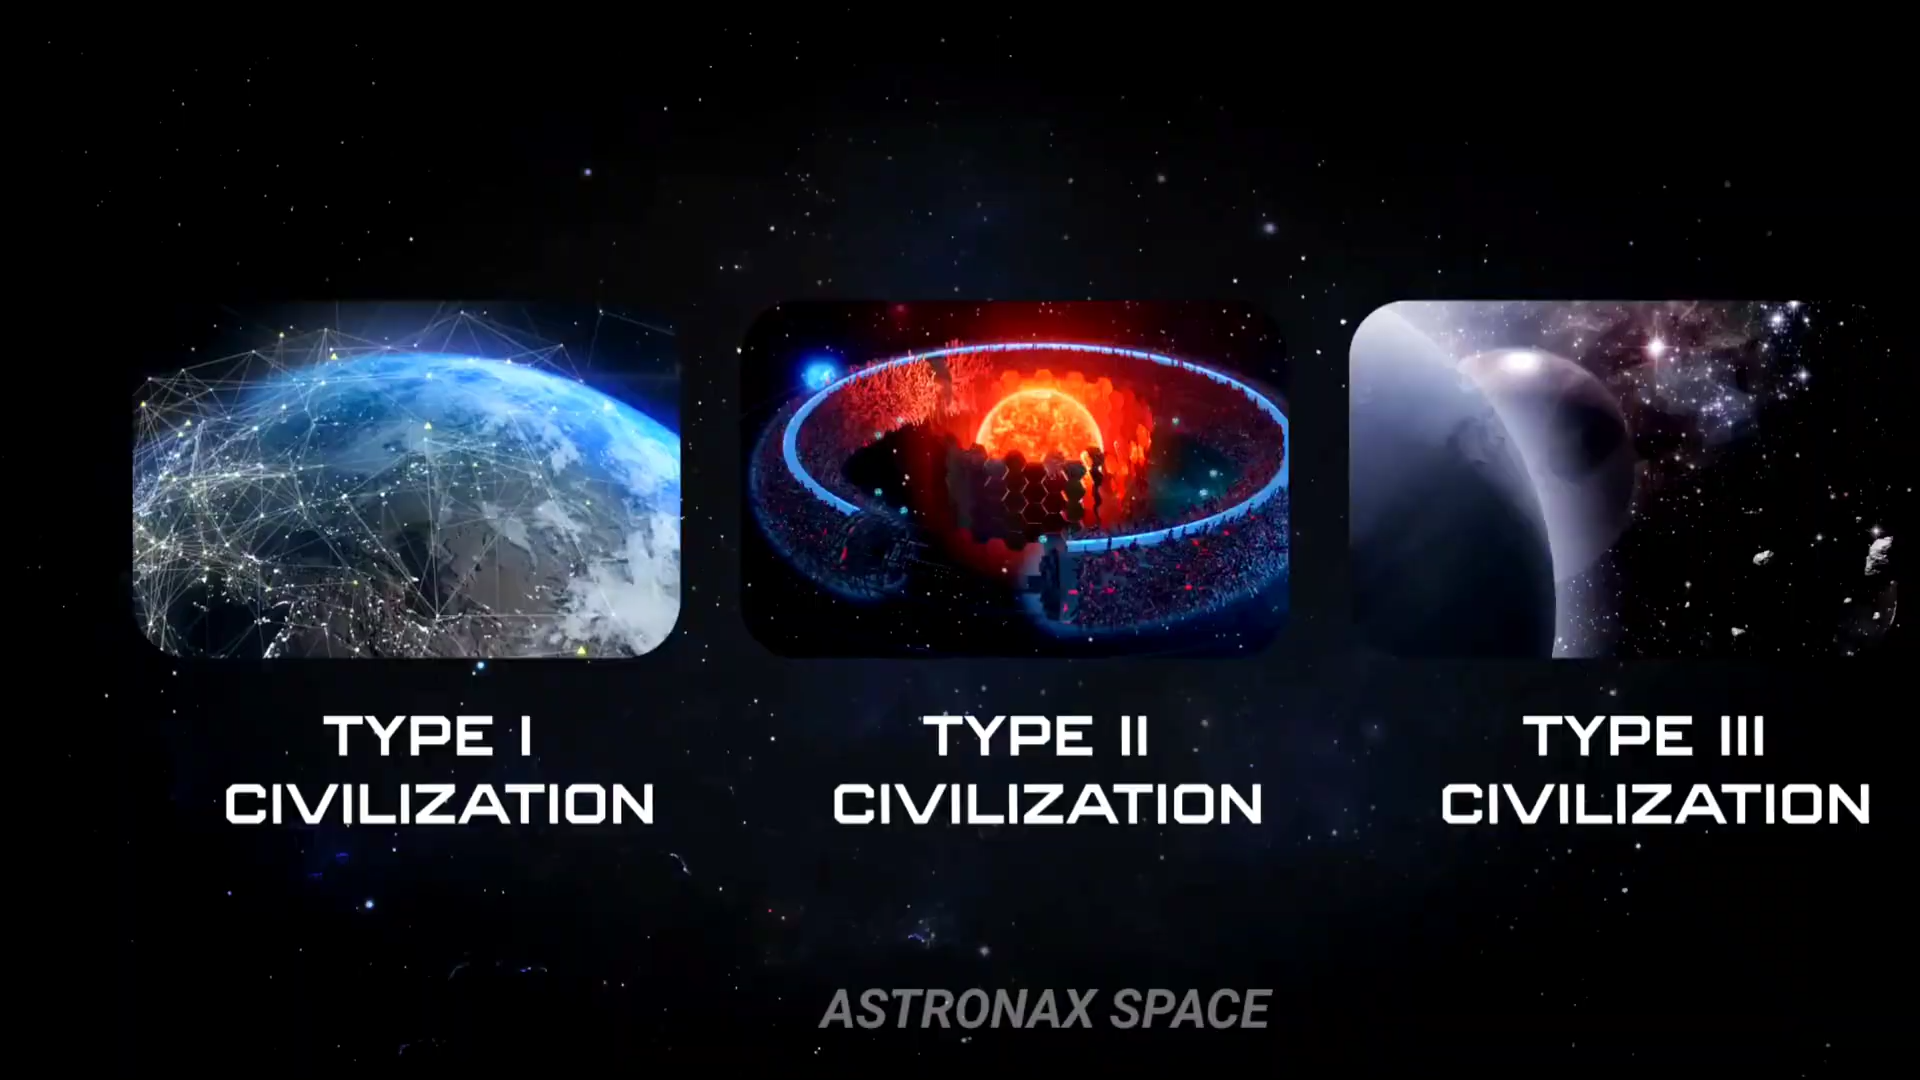 TYPE I
CIVILIZATION
TYPE II
CIVILIZATION
TYPE III
CIVILIZATION
ASTRONAX SPACE